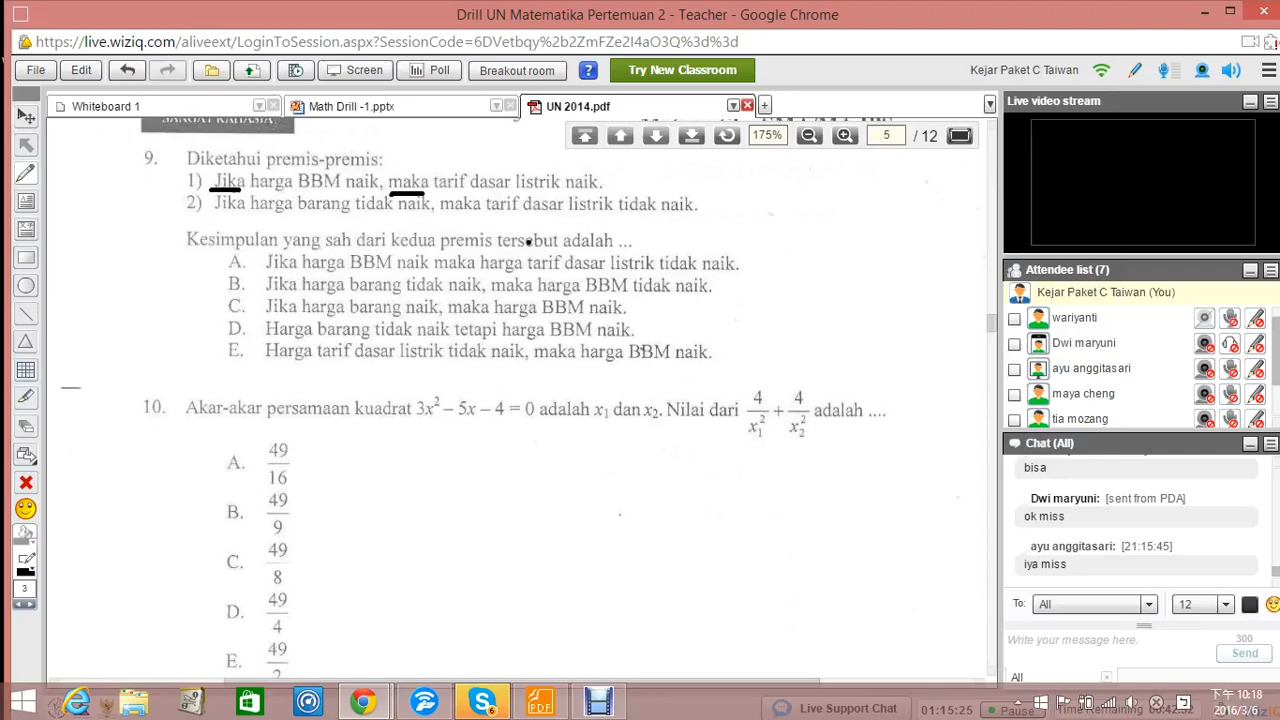 Drill UN Matematika Pertemuan 2 - Teacher - Google Chrome
https://live.wiziq.com/aliveext/LoginToSession.aspx?SessionCode=6DVetbqy%2b2ZmFZe2I4aO3Q%3d%3d
File Edit Screen Poll Breakout room ? Try New Classroom Kejar Paket C Taiwan
Whiteboard 1 Math Drill -1.pptx UN 2014.pdf
175% 5 / 12
9. Diketahui premis-premis:
1) Jika harga BBM naik, maka tarif dasar listrik naik.
2) Jika harga barang tidak naik, maka tarif dasar listrik tidak naik.
Kesimpulan yang sah dari kedua premis tersebut adalah ...
A. Jika harga BBM naik maka harga tarif dasar listrik tidak naik.
B. Jika harga barang tidak naik, maka harga BBM tidak naik.
C. Jika harga barang naik, maka harga BBM naik.
D. Harga barang tidak naik tetapi harga BBM naik.
E. Harga tarif dasar listrik tidak naik, maka harga BBM naik.
10. Akar-akar persamaan kuadrat 3x² – 5x – 4 = 0 adalah x₁ dan x₂. Nilai dari 4/x₁² + 4/x₂² adalah ....
A. 49/16
B. 49/9
C. 49/8
D. 49/4
E. 49
3
Live video stream
Attendee list (7)
Kejar Paket C Taiwan (You)
wariyanti
Dwi maryuni
ayu anggitasari
maya cheng
tia mozang
Chat (All)
bisa
Dwi maryuni: [sent from PDA]
ok miss
ayu anggitasari: [21:15:45]
iya miss
To: All 12
Write your message here. 300
Send
All
Live Support Chat 01:15:25 Pause Time Remaining
下午 10:18
2016/3/6